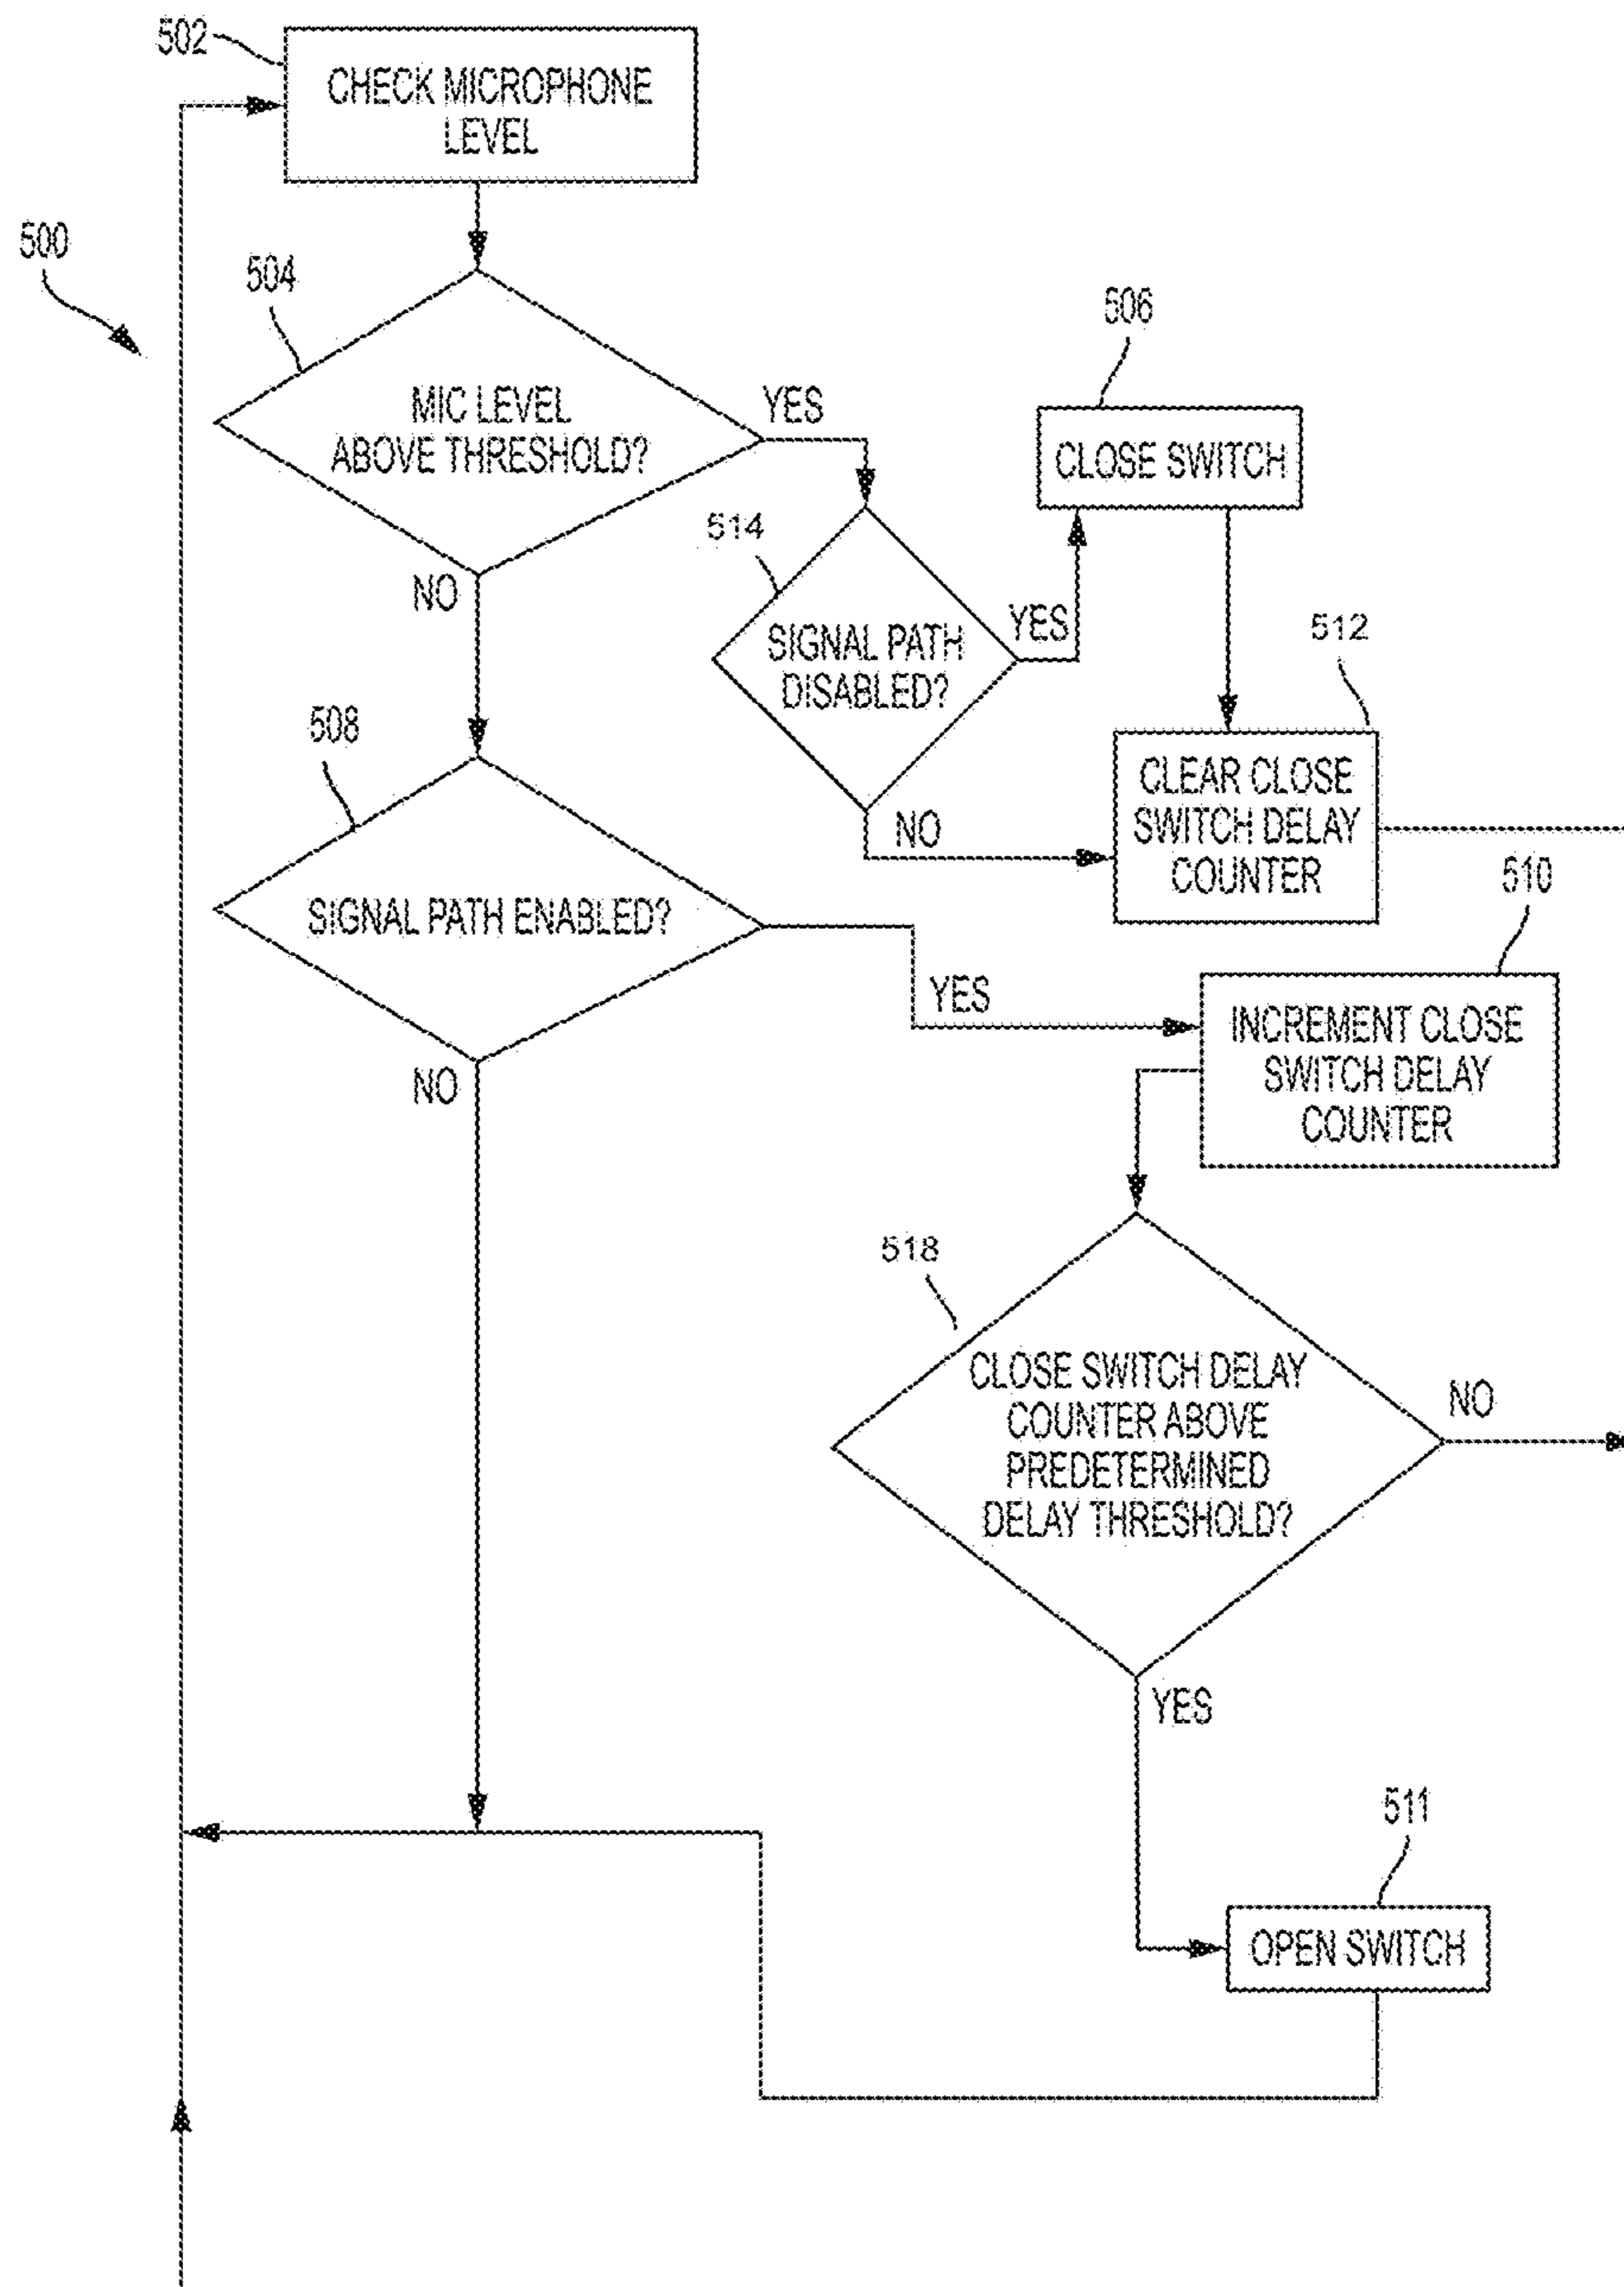 502
CHECK MICROPHONE
LEVEL
500
504
MIC LEVEL
ABOVE THRESHOLD?
YES
NO
506
CLOSE SWITCH
514
SIGNAL PATH
DISABLED?
YES
NO
512
CLEAR CLOSE
SWITCH DELAY
COUNTER
508
SIGNAL PATH ENABLED?
YES
NO
510
INCREMENT CLOSE
SWITCH DELAY
COUNTER
518
CLOSE SWITCH DELAY
COUNTER ABOVE
PREDETERMINED
DELAY THRESHOLD?
NO
YES
511
OPEN SWITCH